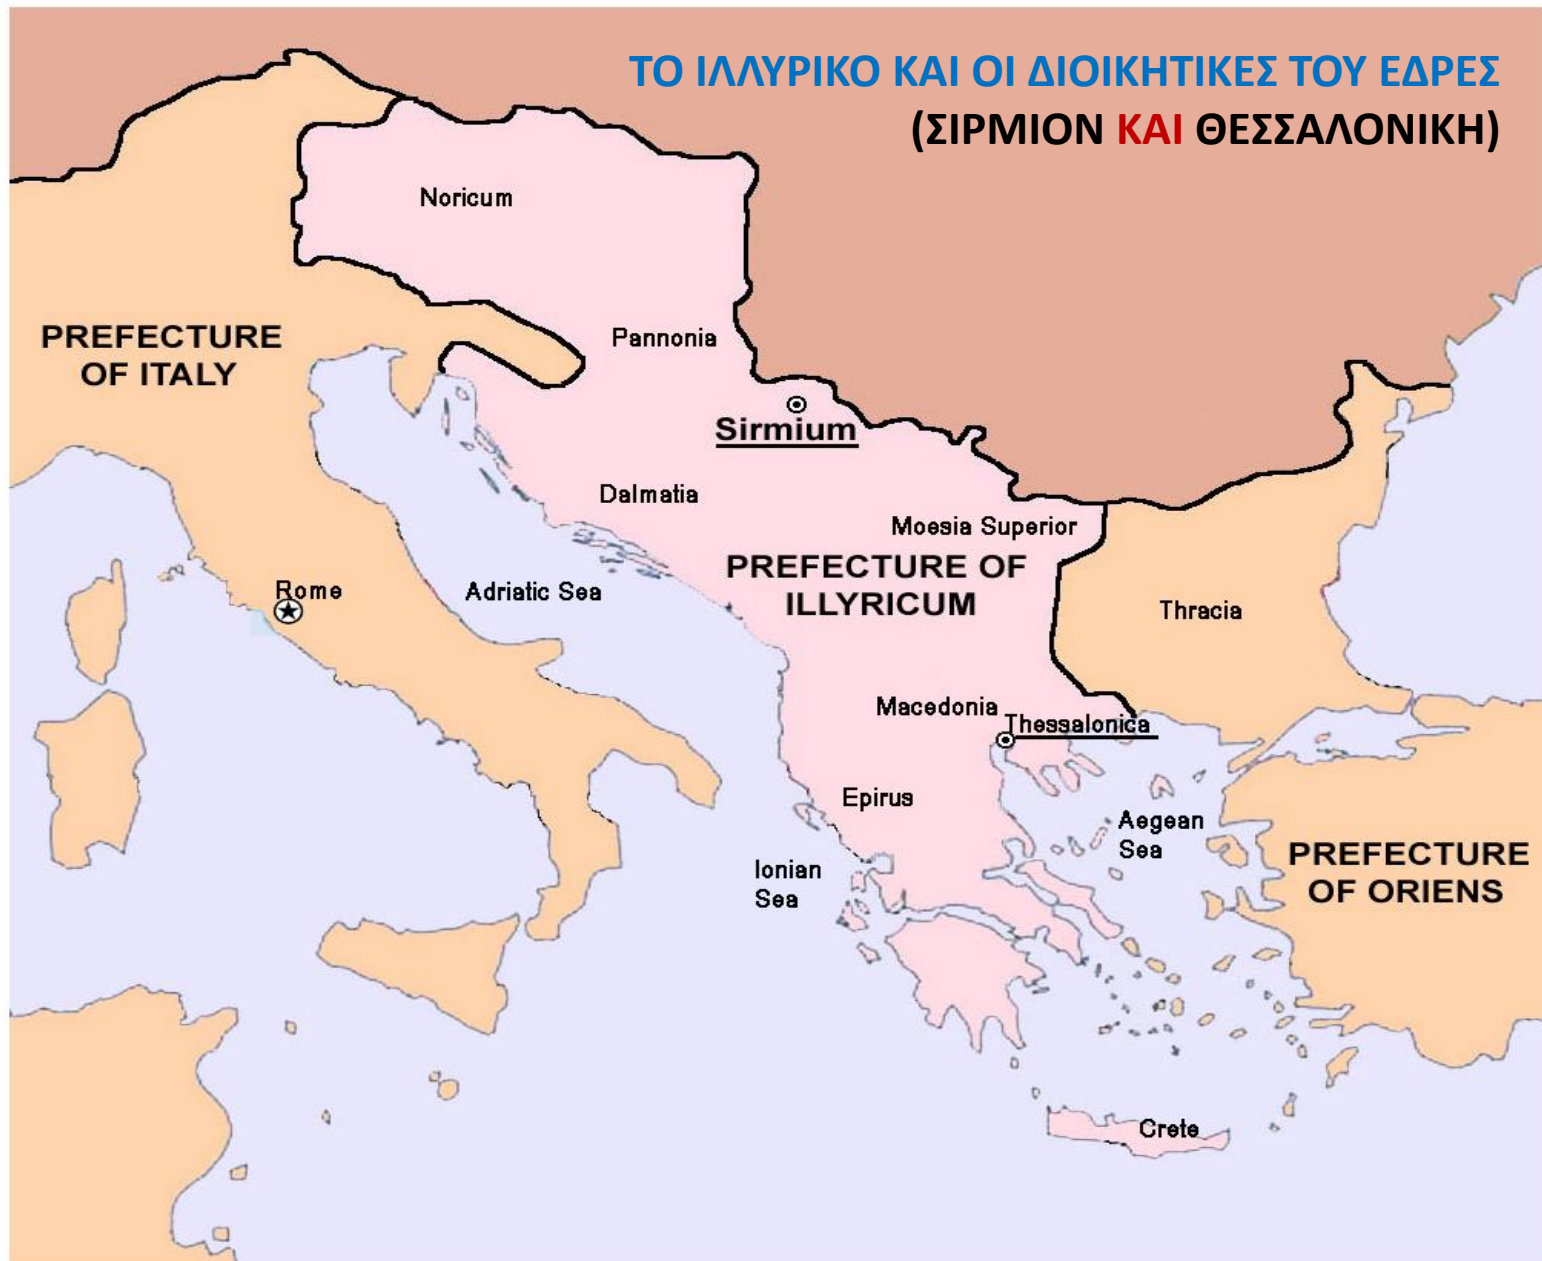 ΤΟ ΙΛΛΥΡΙΚΟ ΚΑΙ ΟΙ ΔΙΟΙΚΗΤΙΚΕΣ ΤΟΥ ΕΔΡΕΣ
(ΣΙΡΜΙΟΝ ΚΑΙ ΘΕΣΣΑΛΟΝΙΚΗ)
Noricum
PREFECTURE
OF ITALY
Pannonia
Sirmium
Dalmatia
Moesia Superior
PREFECTURE OF
ILLYRICUM
Rome
Adriatic Sea
Thracia
Macedonia
Thessalonica
Epirus
Aegean
Sea
Ionian
Sea
PREFECTURE
OF ORIENS
Crete